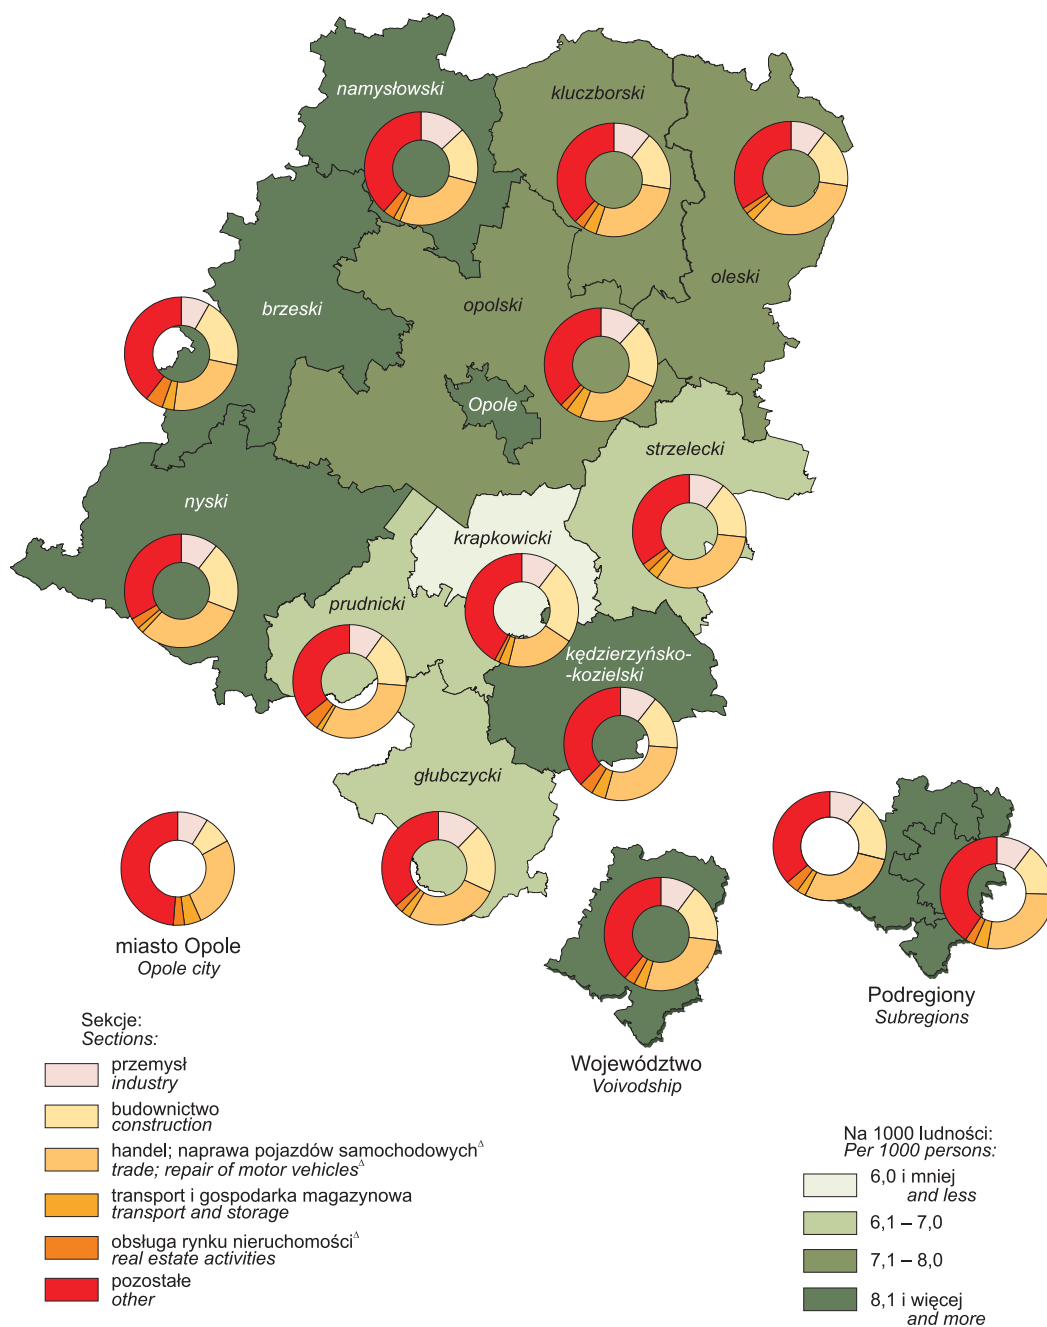 namysłowski
kluczborski
oleski
brzeski
opolski
Opole
strzelecki
nyski
krapkowicki
prudnicki
kędzierzyńsko-
-kozielski
głubczycki
miasto Opole
Opole city
Województwo
Voivodship
Podregiony
Subregions
Sekcje:
Sections:
przemysł
industry
budownictwo
construction
handel; naprawa pojazdów samochodowych∆
trade; repair of motor vehicles∆
transport i gospodarka magazynowa
transport and storage
obsługa rynku nieruchomości∆
real estate activities
pozostałe
other
Na 1000 ludności:
Per 1000 persons:
6,0 i mniej
and less
6,1 – 7,0
7,1 – 8,0
8,1 i więcej
and more